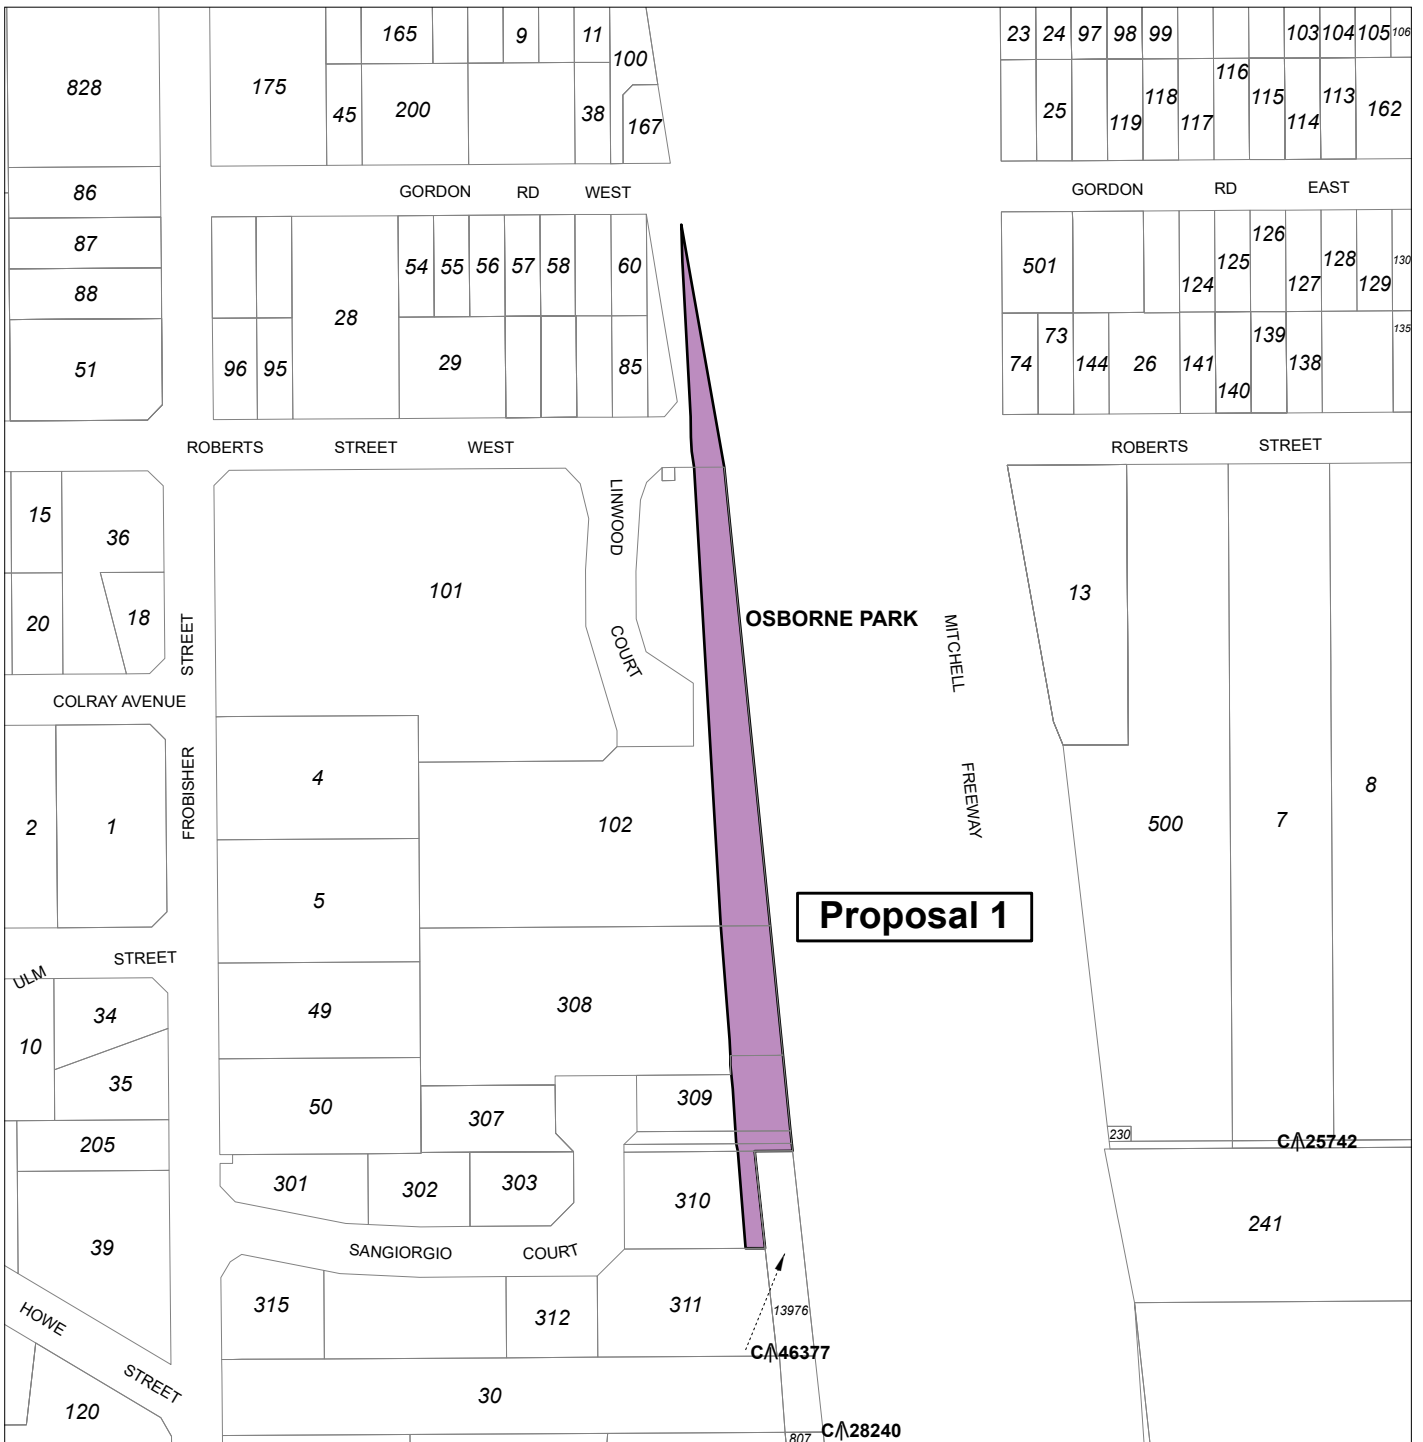 165 9 11 23 24 97 98 99 103 104 105 106
828 175 100
45 200 38 167 25 119 118 117 116 115 114 113 162
86 GORDON RD WEST GORDON RD EAST
87
88
54 55 56 57 58 60 501 124 125 126 127 128 129 130
28
51 96 95 29 85 74 73 144 26 141 140 139 138 135
ROBERTS STREET WEST ROBERTS STREET
15 36 LINWOOD
101 13
20 18 STREET COURT OSBORNE PARK MITCHELL
COLRAY AVENUE
4 FREEWAY 8
2 1 FROBISHER 102 500 7
5 Proposal 1
ULM STREET
34 49 308
10
35 50 307 309
205 230 C/\25742
301 302 303 310
39 SANGIORGIO COURT 241
HOWE 315 312 311 13976
STREET C/\46377
120 30
807 C/\28240